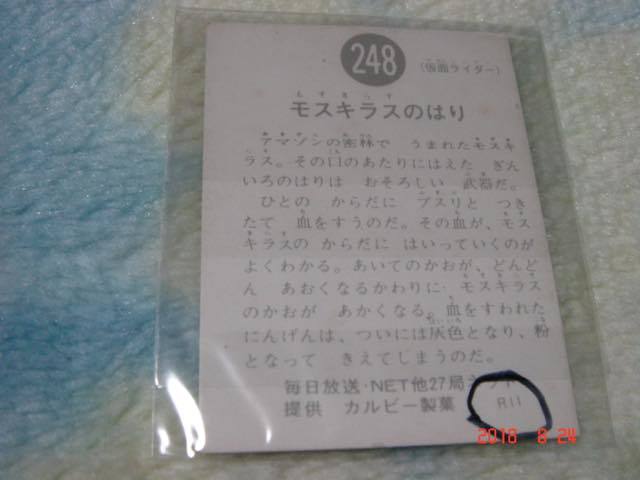 248
(仮面ライダー)
モスキラスのはり
アマゾンの密林で うまれたモスキ
ラス。その口のあたりにはえた ぎん
いろのはりは おそろしい 武器だ。
ひとの からだに ブスリと つき
たて 血をすうのだ。その血が、モス
キラスの からだに はいっていくのが
よくわかる。あいてのかおが、どんど
ん あおくなるかわりに モスキラス
のかおが あかくなる。血をすわれた
にんげんは、ついには灰色となり、粉
となって きえてしまうのだ。
毎日放送・NET他27局ネット
提供 カルビー製菓 R11
2018 8 24